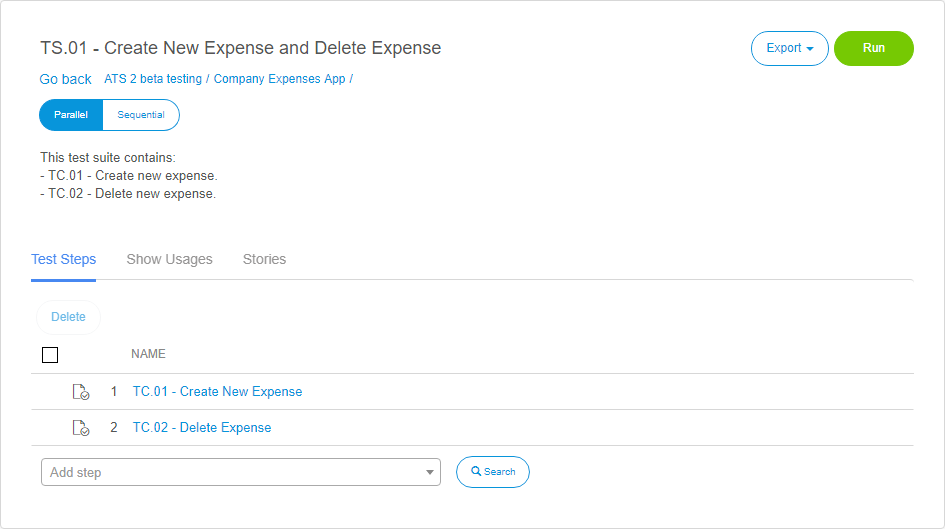 TS.01 - Create New Expense and Delete Expense
Export
Run
Go back ATS 2 beta testing / Company Expenses App /
Parallel Sequential
This test suite contains:
- TC.01 - Create new expense.
- TC.02 - Delete new expense.
Test Steps Show Usages Stories
Delete
NAME
1 TC.01 - Create New Expense
2 TC.02 - Delete Expense
Add step Search